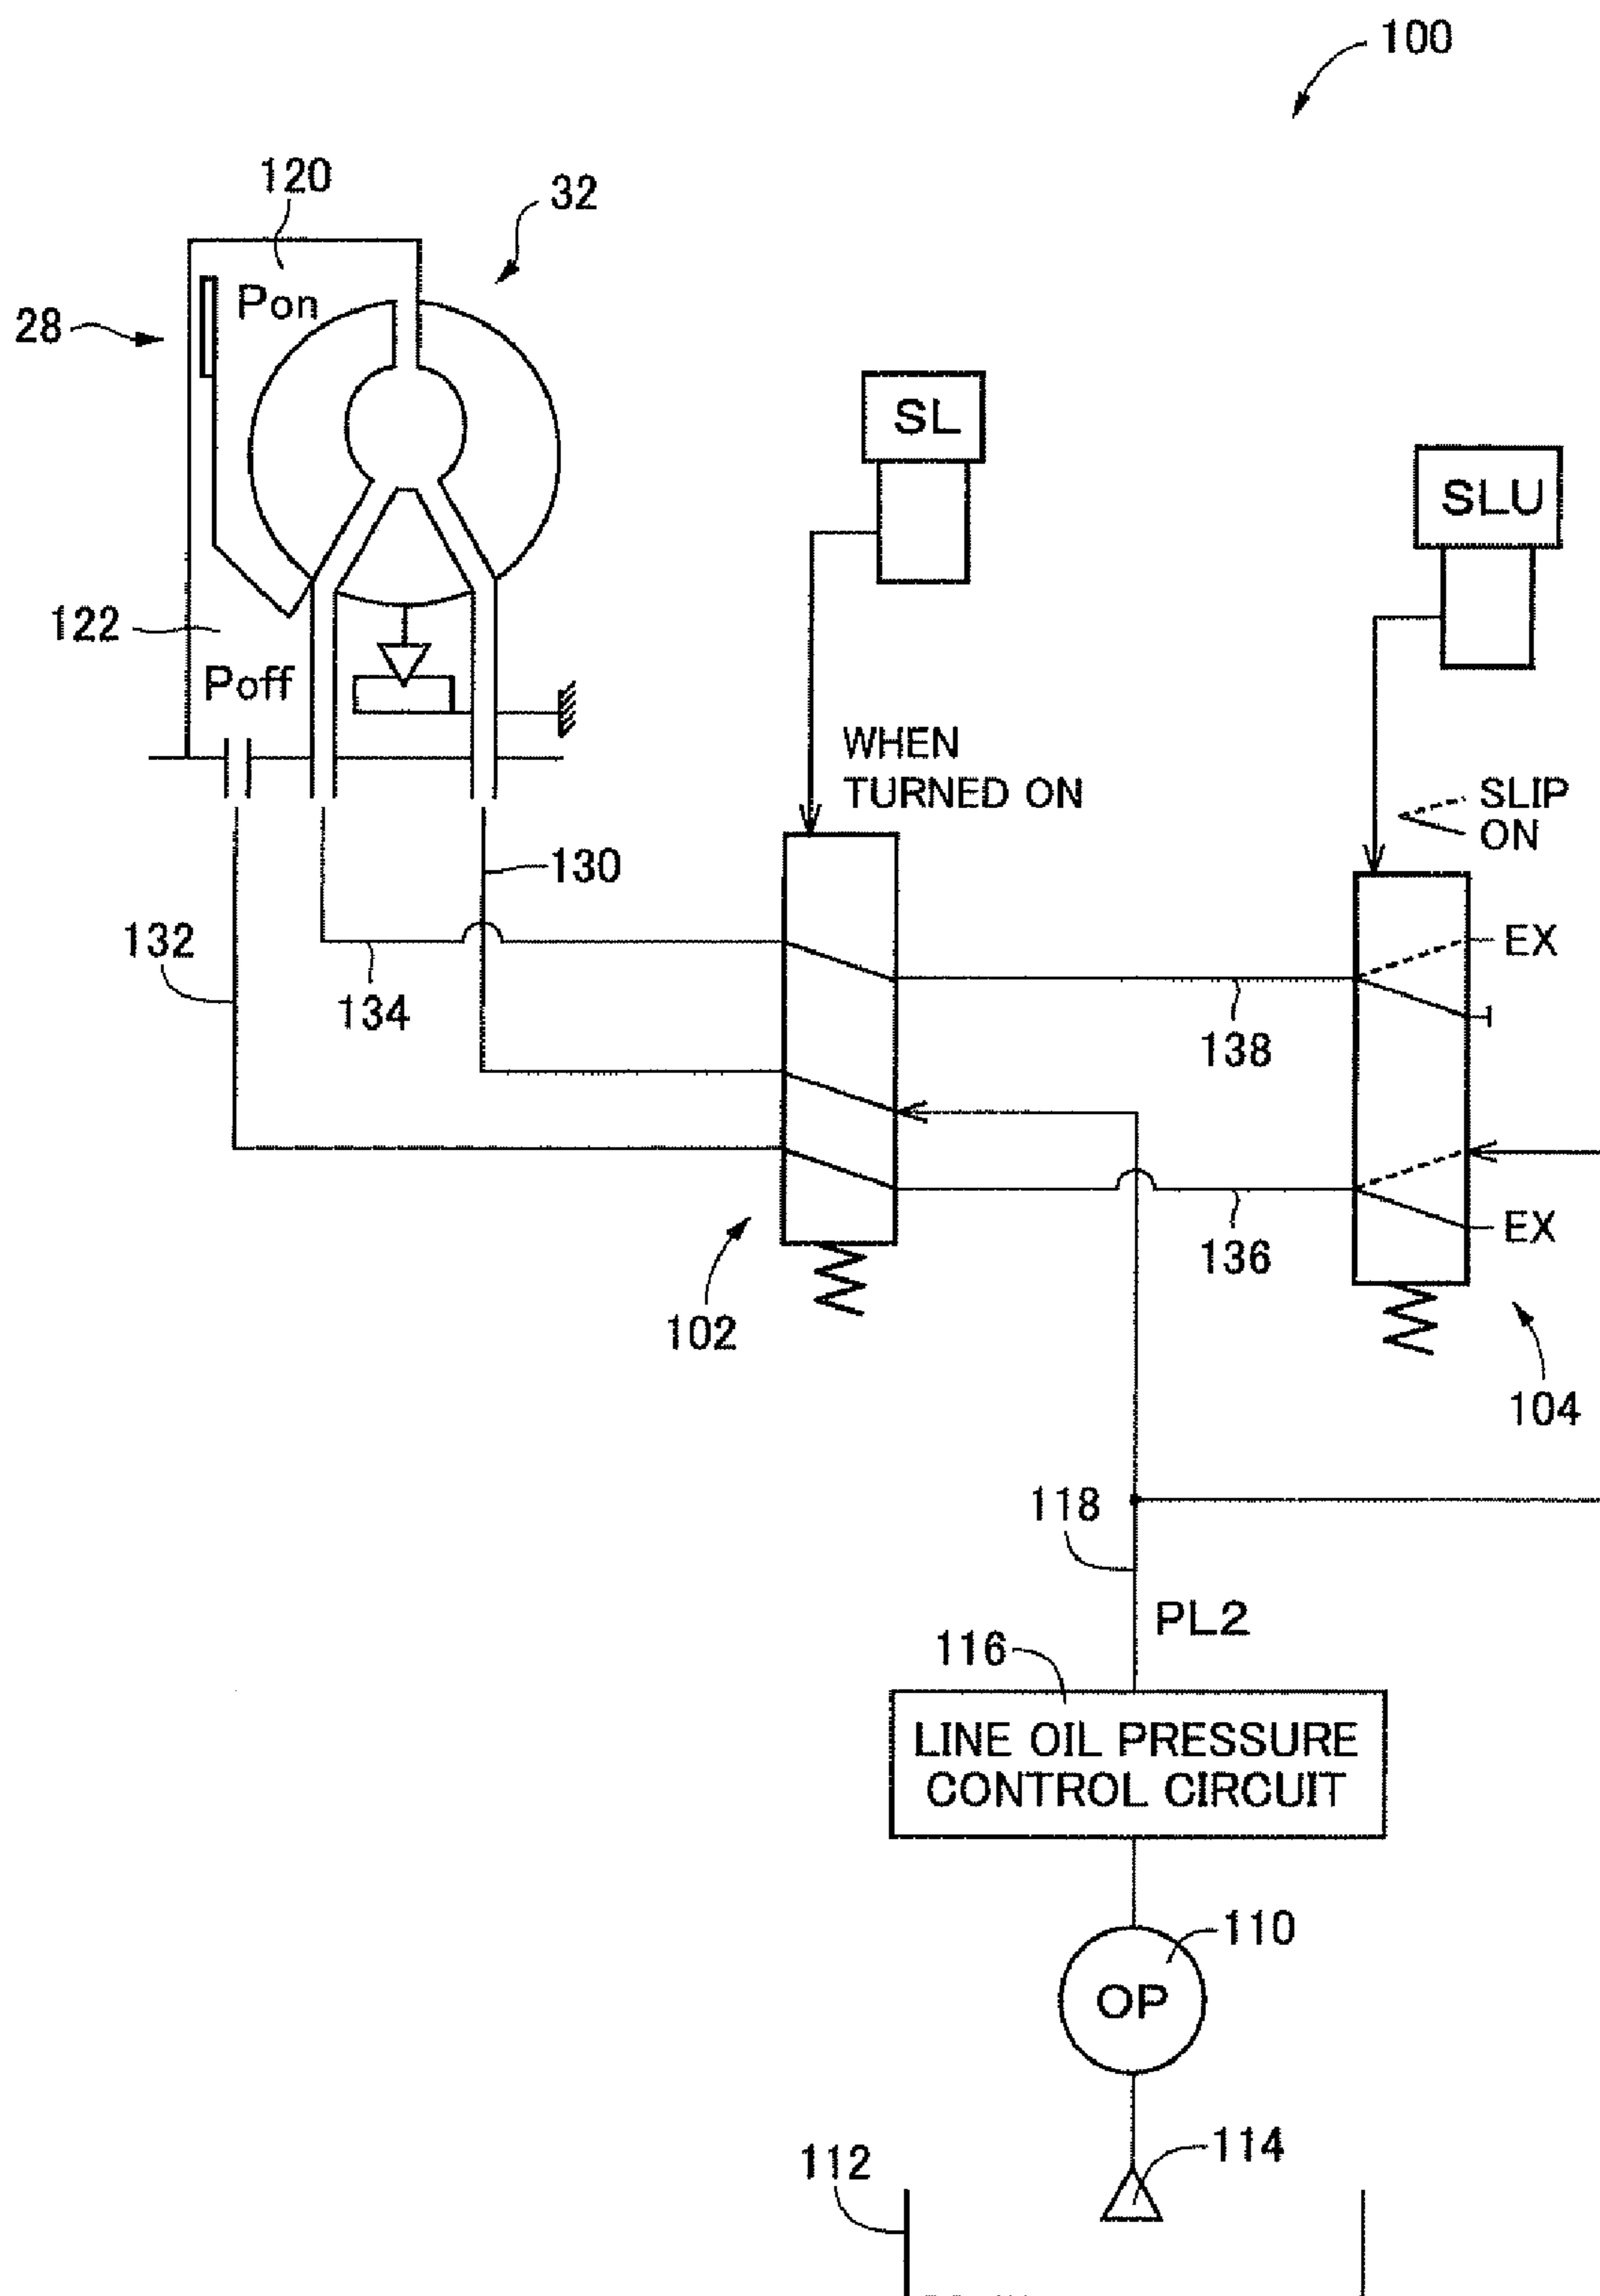 100
120
32
Pon
28
SL
SLU
122
Poff
WHEN
TURNED ON
SLIP
ON
130
132
EX
134
138
136
EX
102
104
118
PL2
116
LINE OIL PRESSURE
CONTROL CIRCUIT
110
OP
114
112